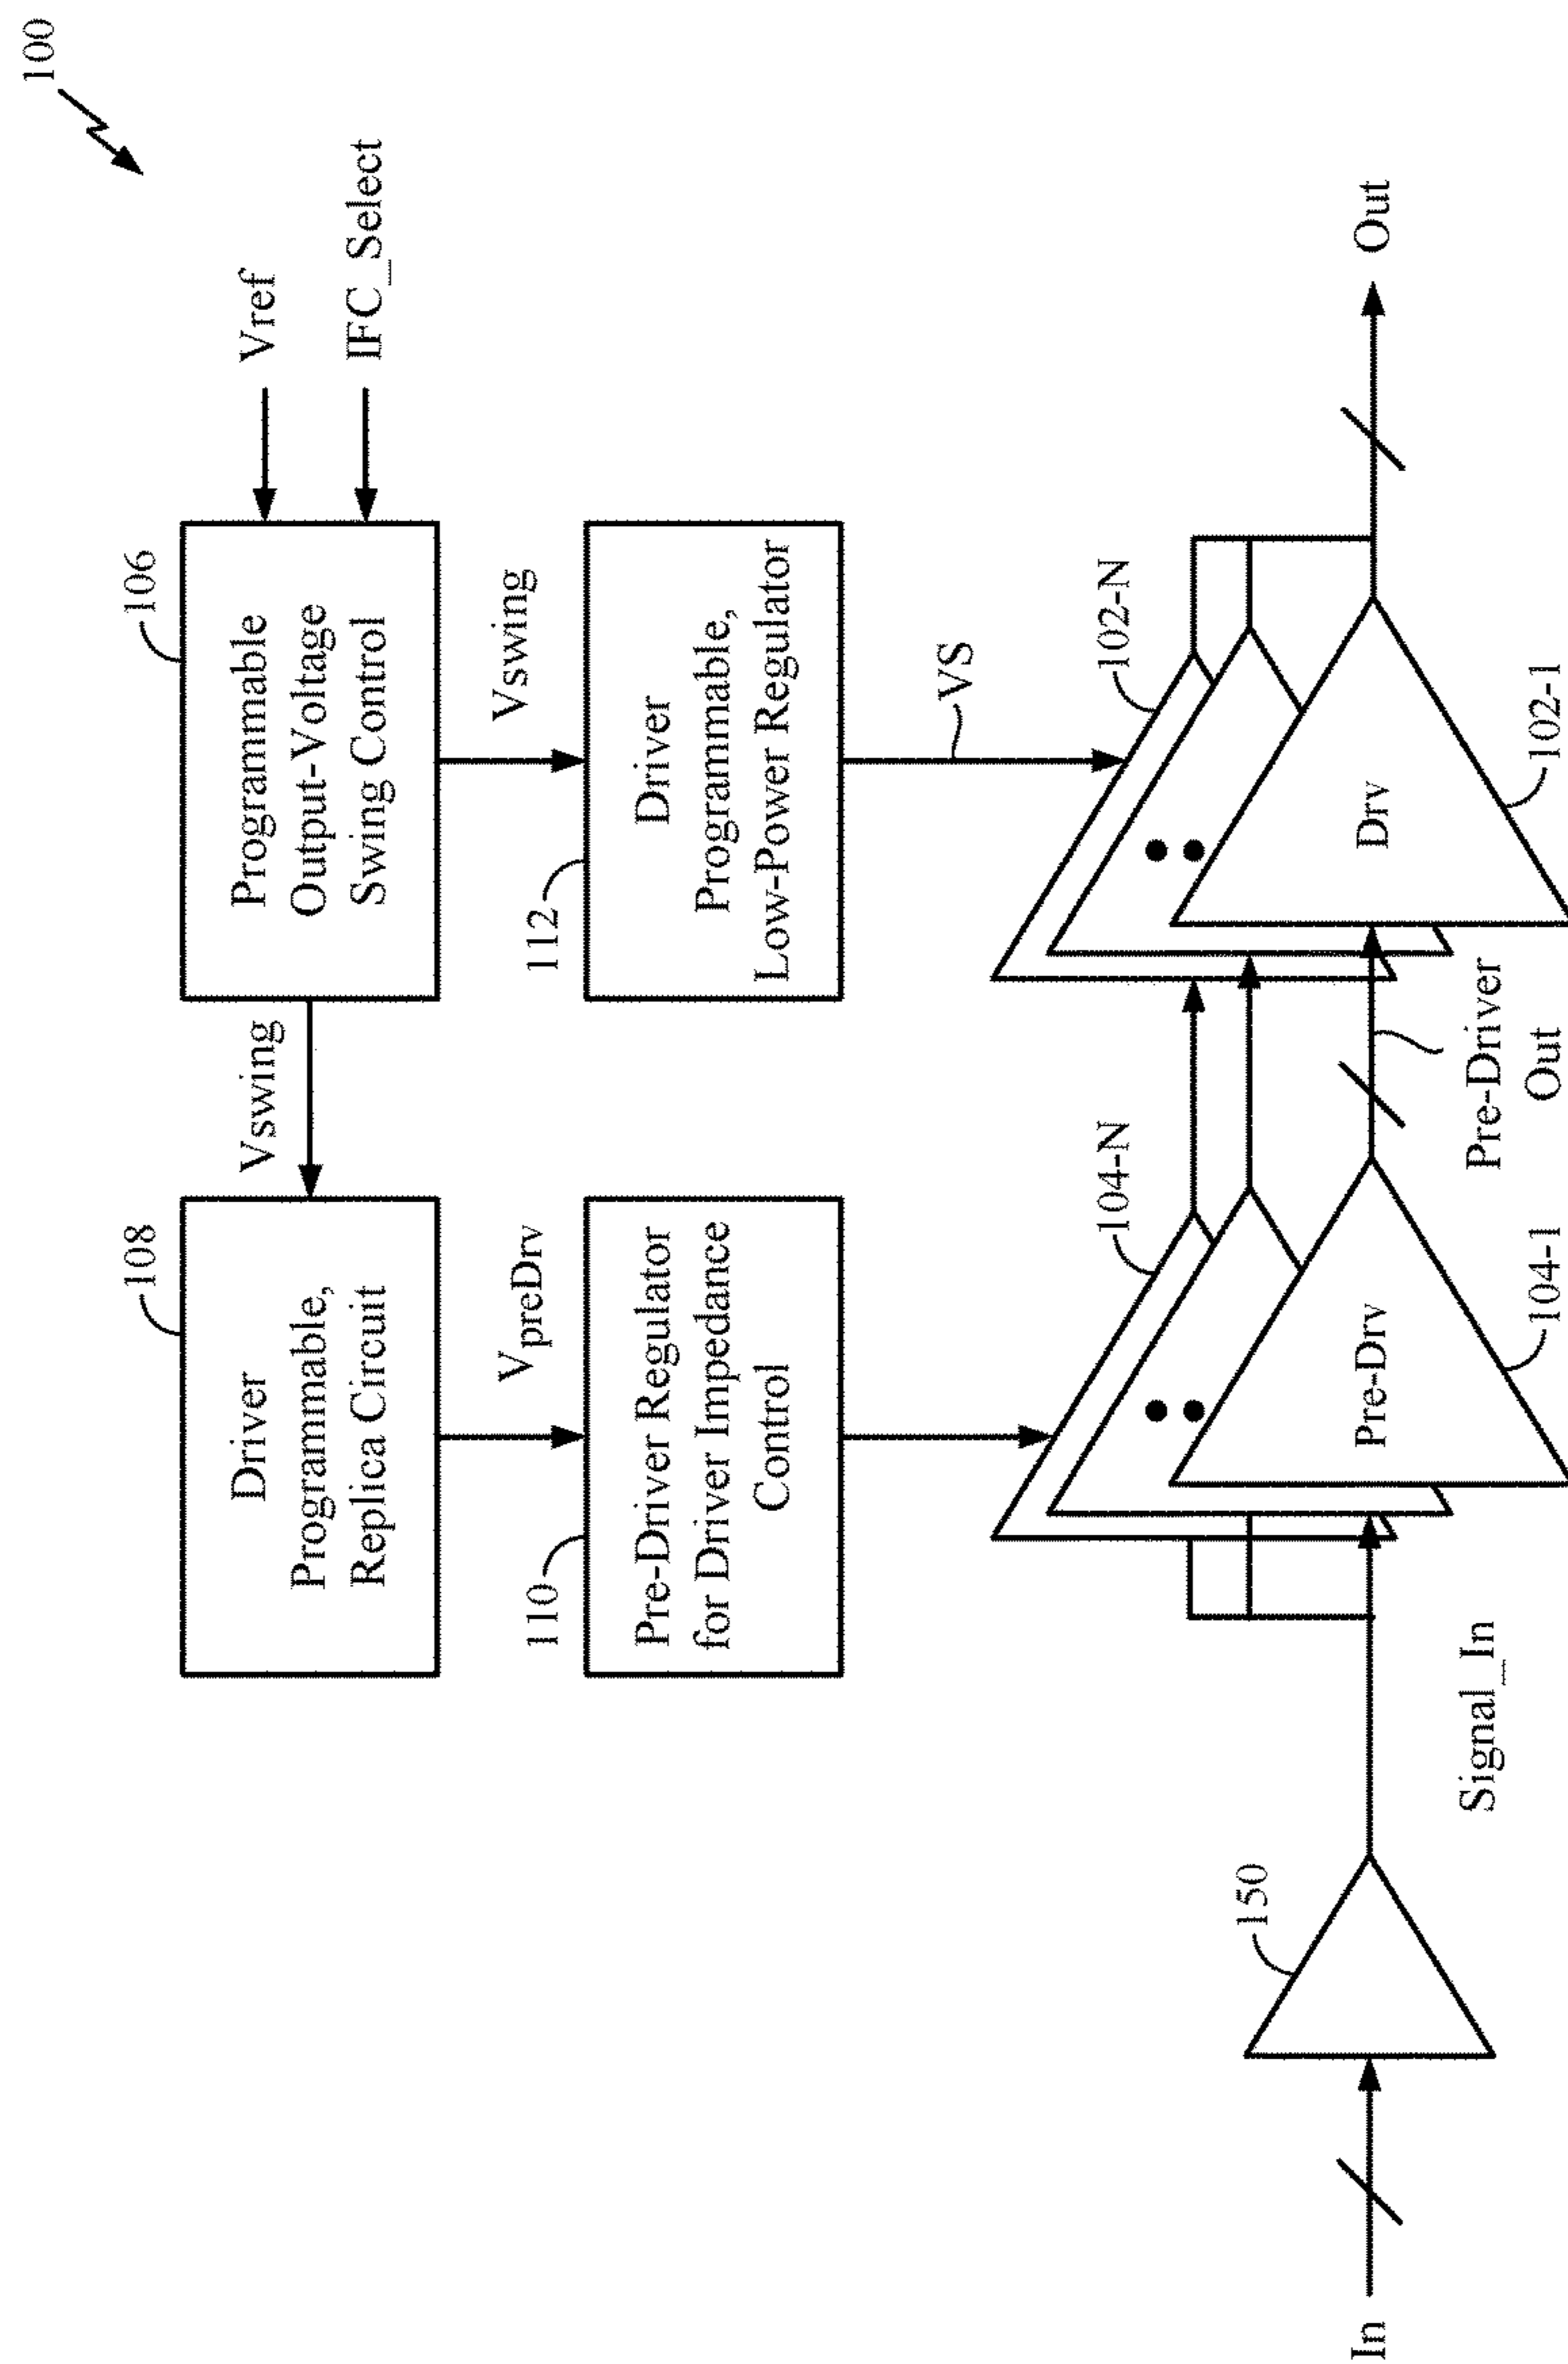 100
Vref
IFC_Select
106
Programmable
Output-Voltage
Swing Control
Vswing
108
Driver
Programmable,
Replica Circuit
Vswing
112
Driver
Programmable,
Low-Power Regulator
VpreDrv
110
Pre-Driver Regulator
for Driver Impedance
Control
VS
102-N
104-N
Out
Drv
102-1
Pre-Driver
Out
Pre-Drv
104-1
150
Signal_In
In